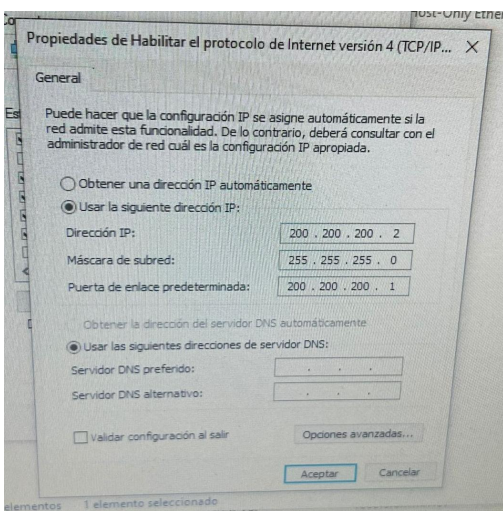 Host-Only Ether
Propiedades de Habilitar el protocolo de Internet versión 4 (TCP/IP...
General
Puede hacer que la configuración IP se asigne automáticamente si la
red admite esta funcionalidad. De lo contrario, deberá consultar con el
administrador de red cuál es la configuración IP apropiada.
Obtener una dirección IP automáticamente
Usar la siguiente dirección IP:
Dirección IP: 200 . 200 . 200 . 2
Máscara de subred: 255 . 255 . 255 . 0
Puerta de enlace predeterminada: 200 . 200 . 200 . 1
Obtener la dirección del servidor DNS automáticamente
Usar las siguientes direcciones de servidor DNS:
Servidor DNS preferido: . . .
Servidor DNS alternativo: . . .
Validar configuración al salir Opciones avanzadas...
Aceptar Cancelar
elementos 1 elemento seleccionado